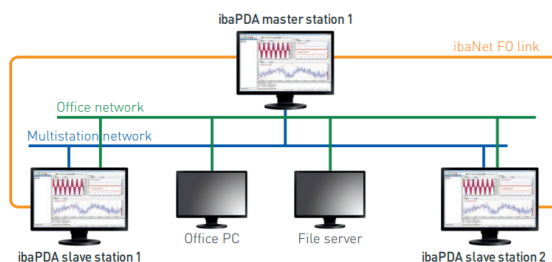 ibaPDA master station 1
ibaNet FO link
Office network
Multistation network
Office PC
File server
ibaPDA slave station 1
ibaPDA slave station 2